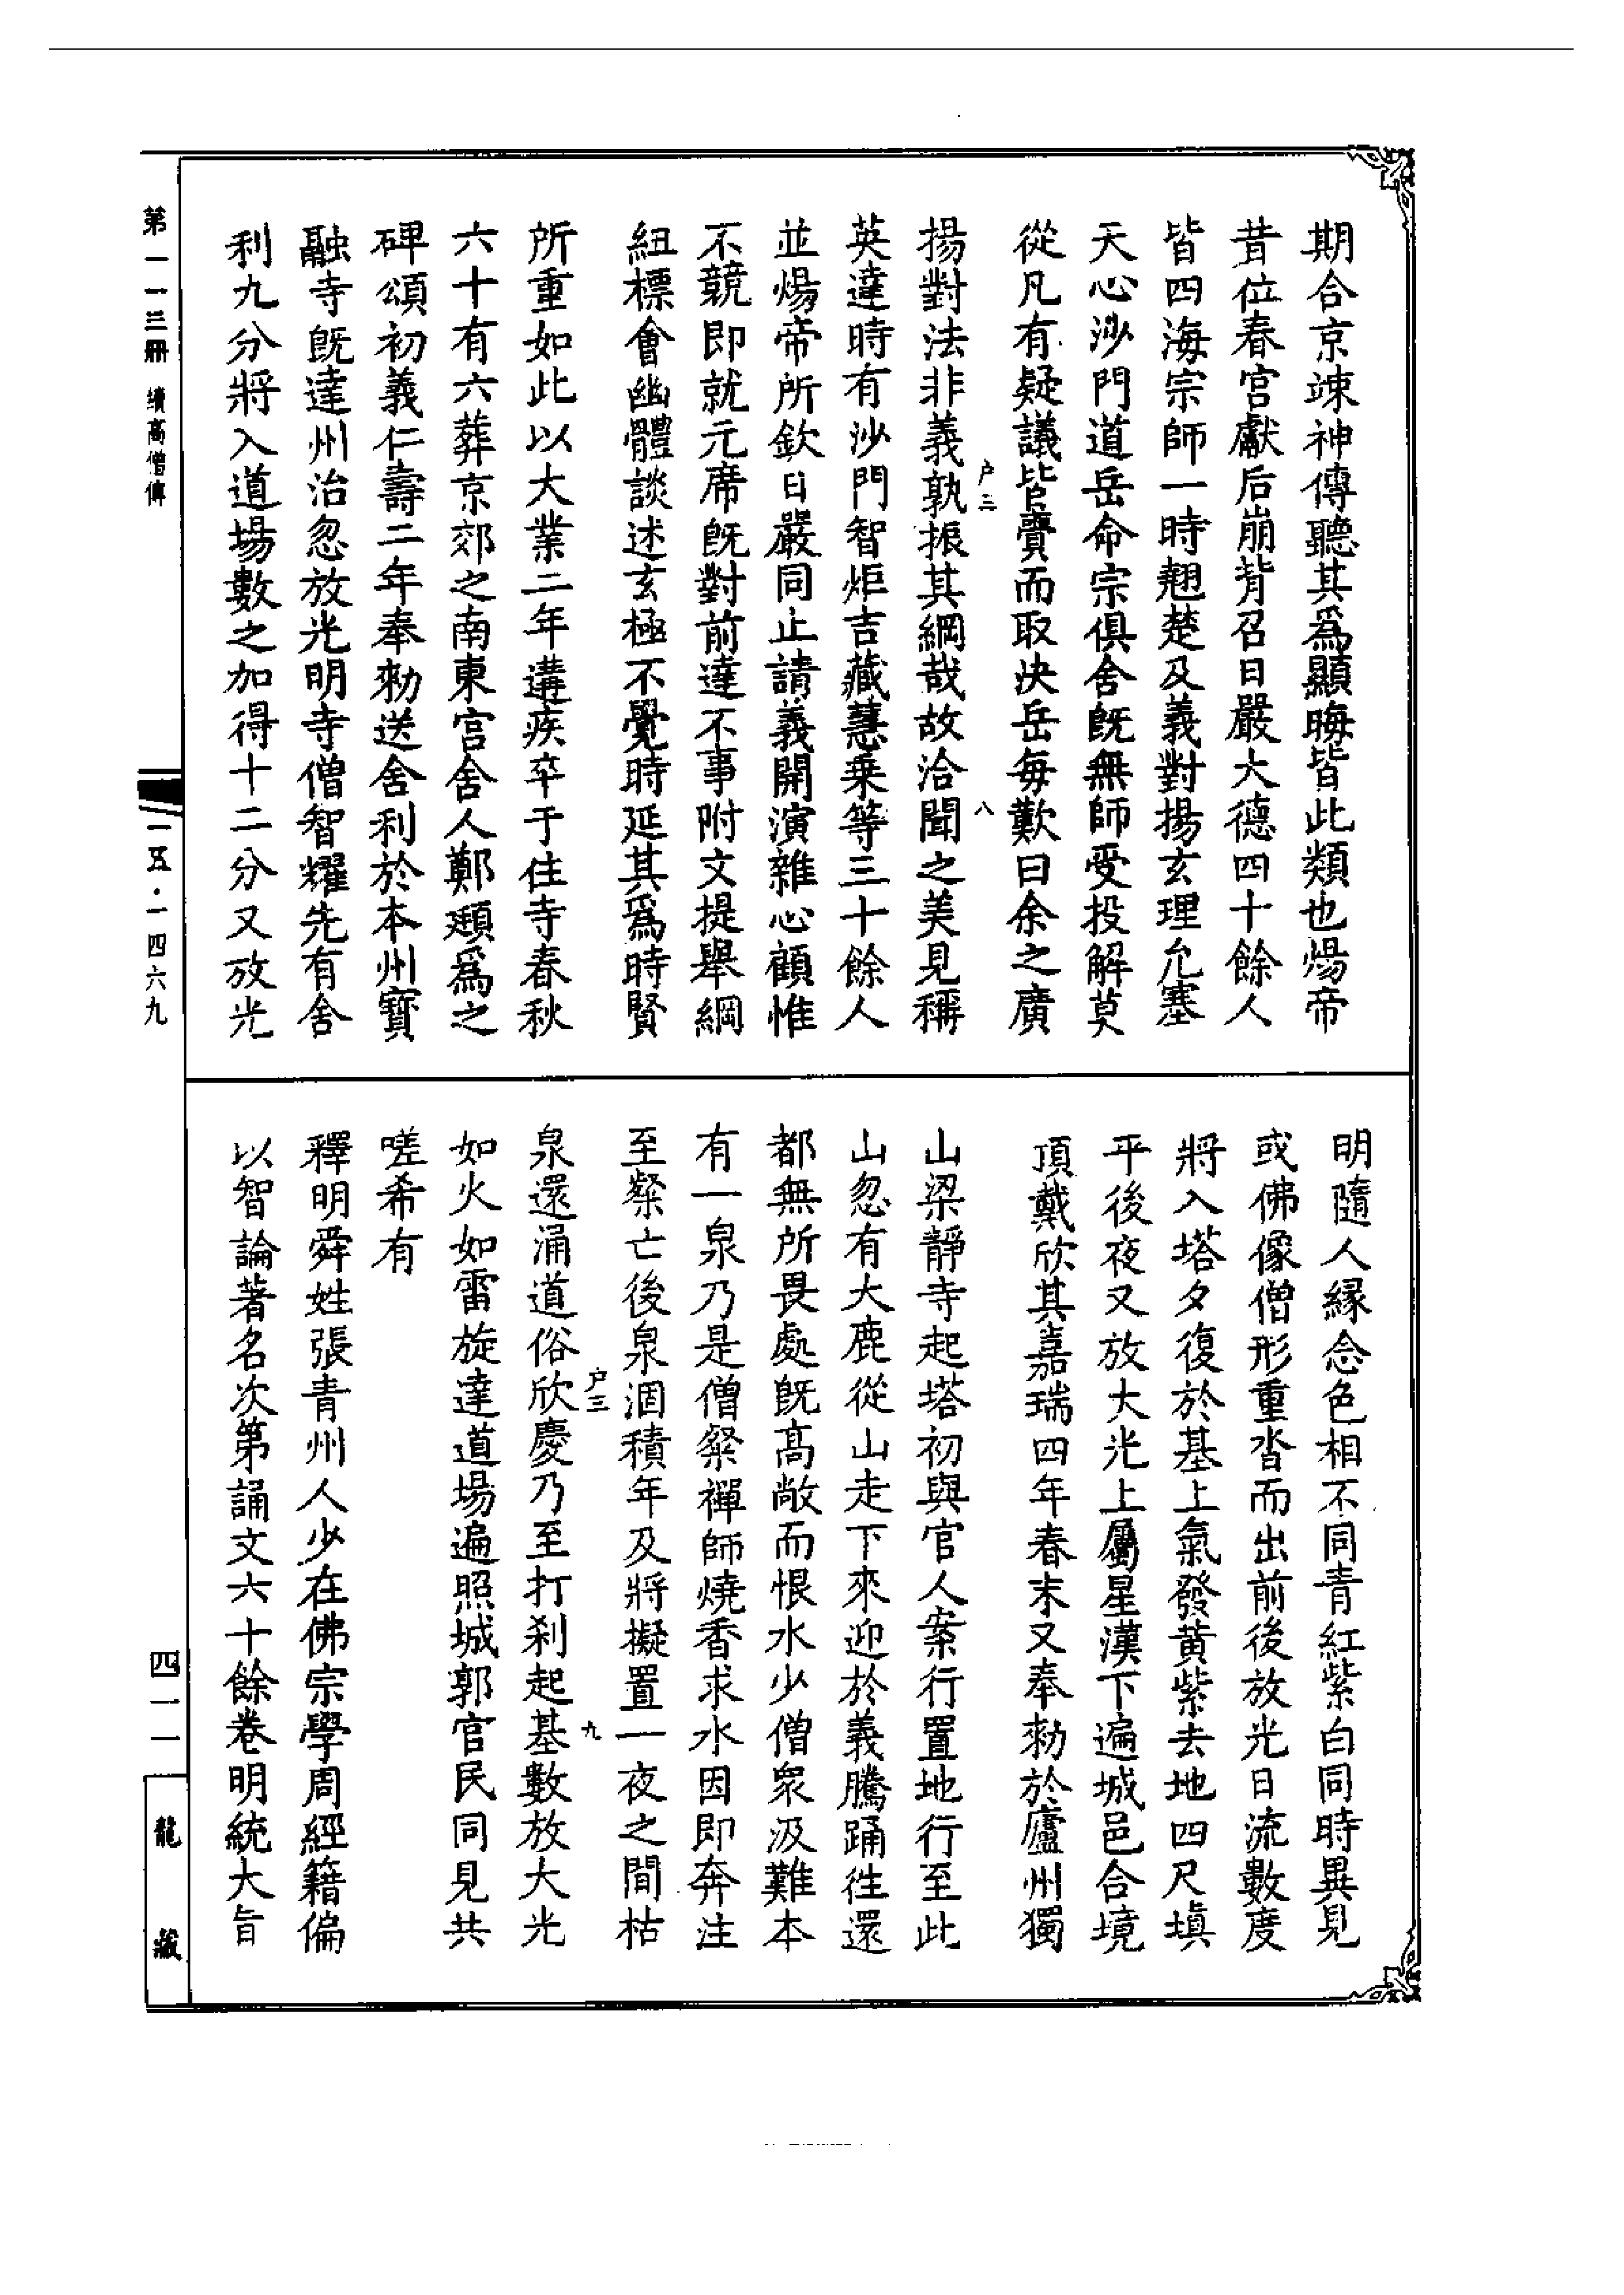 期合京竦神傳聽其爲顯晦皆此類也煬帝
昔位春宮獻后崩背召日嚴大德四十餘人
皆四海宗師一時翹楚及義對揚玄理允塞
天心沙門道岳命宗俱舍旣無師受投解莫
從凡有疑議皆賷而取决岳每歎曰余之廣
揚對法非義孰振其綱哉故洽聞之美見稱
户三
八
英達時有沙門智炬吉藏慧乗等三十餘人
並煬帝所欽日嚴同止請義開演雜心顧惟
不競即就元席旣對前達不事附文提舉綱
紐標會幽體談述玄極不覺時延其爲時賢
所重如此以大業二年遘疾卒于住寺春秋
六十有六葬京郊之南東宮舍人鄭頲爲之
碑頌初義仁壽二年奉勑送舍利於本州寳
融寺旣達州治忽放光明寺僧智耀先有舍
利九分將入道場數之加得十二分又放光
明隨人緣念色相不同青紅紫白同時異見
或佛像僧形重沓而出前後放光日流數度
將入塔夕復於基上氣發黄紫去地四尺塡
平後夜又放大光上屬星漢下遍城邑合境
頂戴欣其嘉瑞四年春末又奉勑於廬州獨
山梁靜寺起塔初與官人案行置地行至此
山忽有大鹿從山走下來迎於義騰踊徃還
都無所畏處旣髙敞而恨水少僧衆汲難本
有一泉乃是僧粲禪師燒香求水因即奔注
至粲亡後泉涸積年及將擬置一夜之間枯
户三
九
泉還涌道俗欣慶乃至打刹起基數放大光
如火如雷旋達道場遍照城郭官民同見共
嗟希有
釋明舜姓張青州人少在佛宗學周經籍偏
以智論著名次第誦文六十餘卷明統大旨
第一一三冊 續高僧傳
一五·一四六九
四一一
龍藏